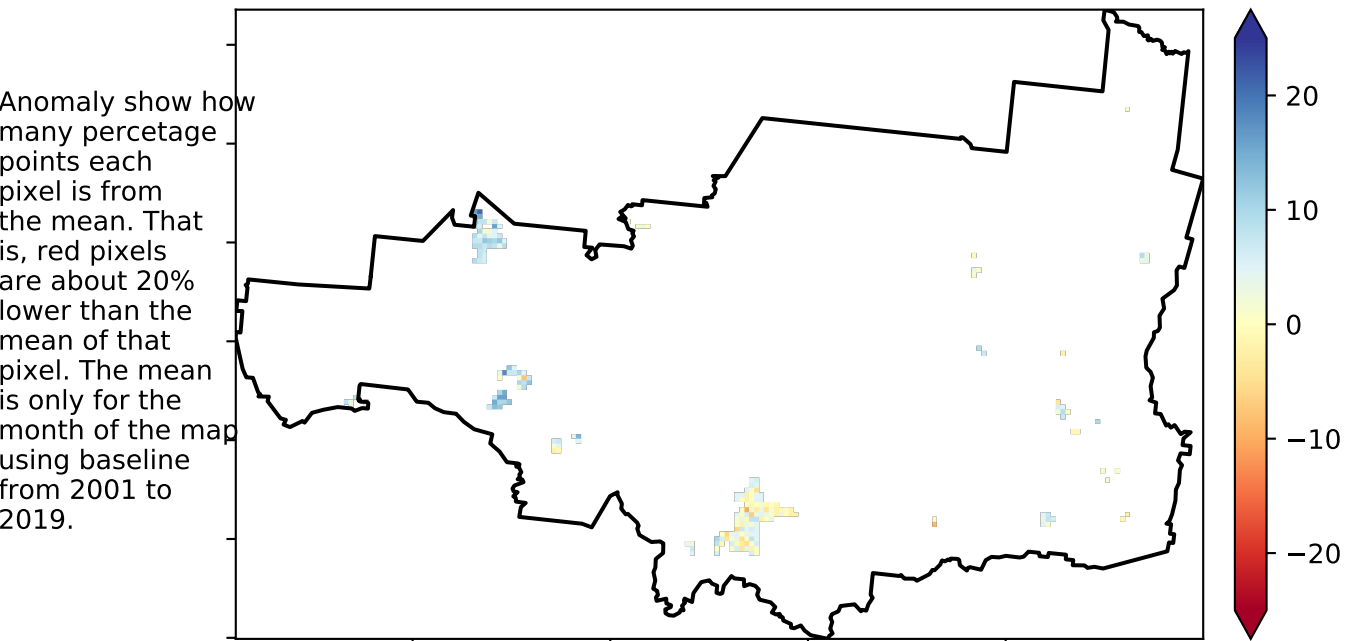 Anomaly show how
many percetage
points each
pixel is from
the mean. That
is, red pixels
are about 20%
lower than the
mean of that
pixel. The mean
is only for the
month of the map
using baseline
from 2001 to
2019.
20
10
0
−10
−20